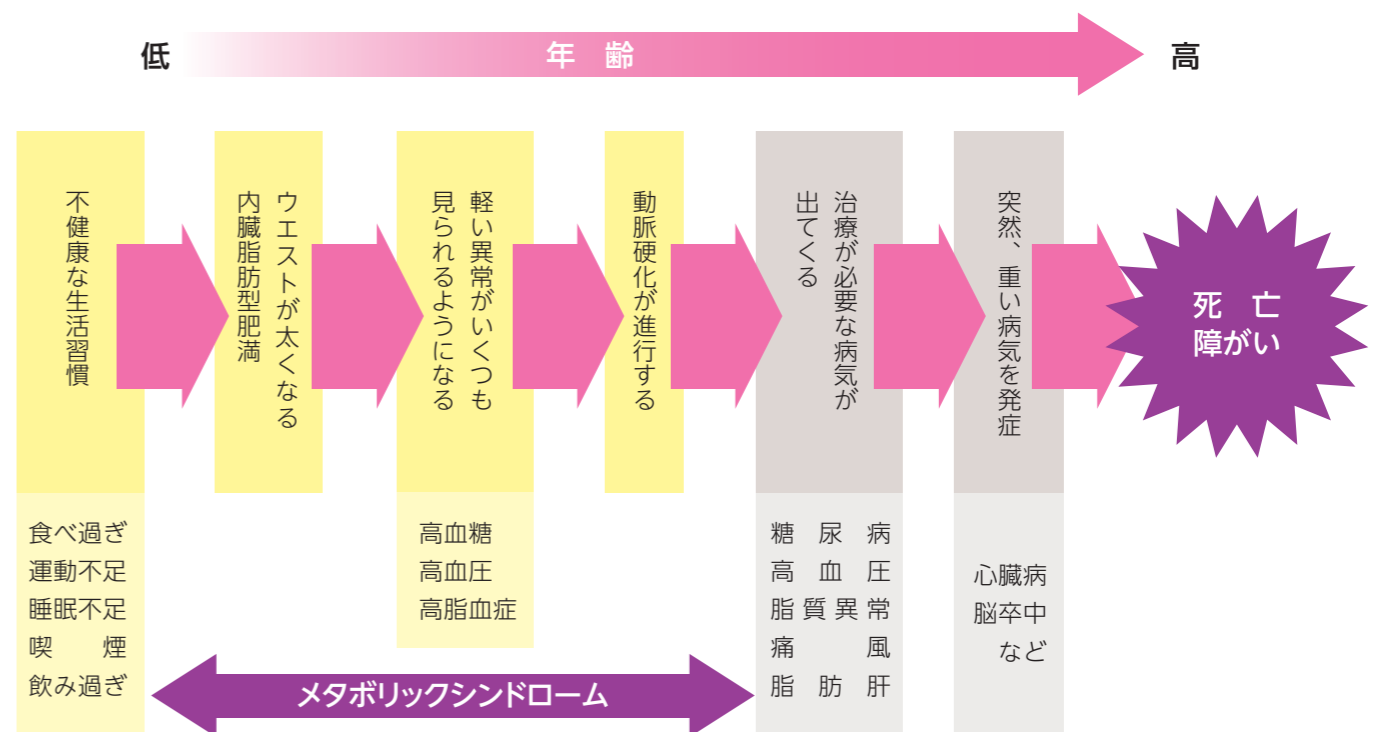 低
年 齢
高
不健康な生活習慣
食べ過ぎ
運動不足
睡眠不足
喫 煙
飲み過ぎ
ウエストが太くなる
内臓脂肪型肥満
軽い異常がいくつも
見られるようになる
高血糖
高血圧
高脂血症
動脈硬化が進行する
メタボリックシンドローム
治療が必要な病気が
出てくる
糖 尿 病
高 血 圧
脂質異常
痛 風
脂 肪 肝
突然、重い病気を発症
心臓病
脳卒中
など
死 亡
障がい